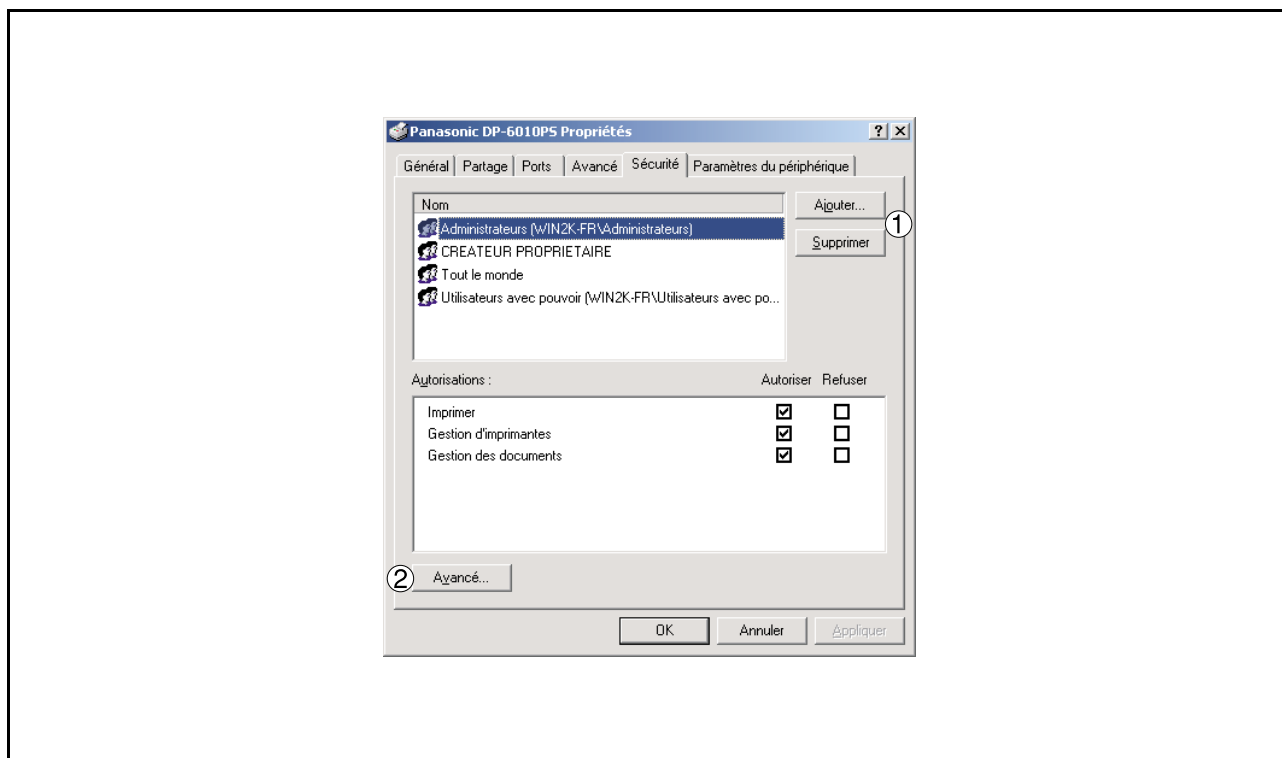 Panasonic DP-6010PS Propriétés
Général Partage Ports Avancé Sécurité Paramètres du périphérique
Nom
Ajouter...
①
Administrateurs (WIN2K-FR\Administrateurs)
Supprimer
CREATEUR PROPRIETAIRE
Tout le monde
Utilisateurs avec pouvoir (WIN2K-FR\Utilisateurs avec po...
Autorisations : Autoriser Refuser
Imprimer
Gestion d'imprimantes
Gestion des documents
② Avancé...
OK Annuler Appliquer